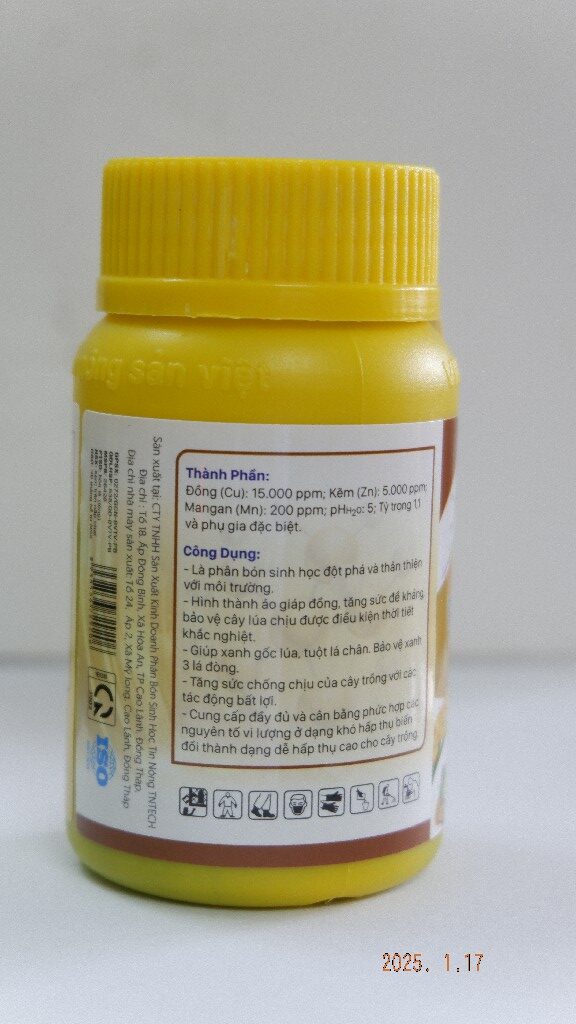 sản việt
Thành Phần:
Đồng (Cu): 15.000 ppm; Kẽm (Zn): 5.000 ppm;
Mangan (Mn): 200 ppm; pHH₂O: 5; Tỷ trong 1.1
và phụ gia đặc biệt.
Công Dụng:
- Là phân bón sinh học đột phá và thân thiện
với môi trường.
- Hình thành áo giáp đồng, tăng sức đề kháng,
bảo vệ cây lúa chịu được điều kiện thời tiết
khắc nghiệt.
- Giúp xanh gốc lúa, tuột lá chân. Bảo vệ xanh
3 lá đòng.
- Tăng sức chống chịu của cây trồng với các
tác động bất lợi.
- Cung cấp đầy đủ và cân bằng phức hợp các
nguyên tố vi lượng ở dạng khó hấp thụ biến
đổi thành dạng dễ hấp thụ cao cho cây trồng.
Sản xuất tại: CTY TNHH Sản Xuất Kinh Doanh Phân Bón Sinh Học Tin Nông TNTECH
Địa chỉ : Tổ 18, Ấp Đông Bình, Xã Hòa An, TP Cao Lãnh, Đồng Tháp.
Địa chỉ nhà máy sản xuất: Tổ 24, Ấp 2, Xã Mỹ long, Cao Lãnh, Đồng Tháp
ISO
2025. 1.17